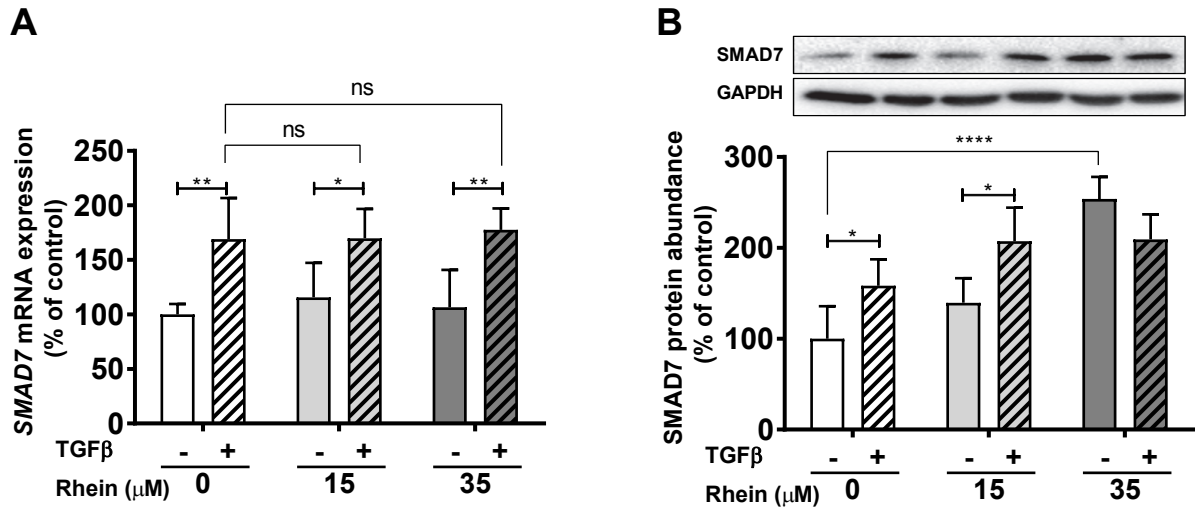 A
ns
ns
250
200
150
100
50
0
** * **
SMAD7 mRNA expression
(% of control)
TGFβ - + - + - +
Rhein (μM) 0 15 35
B
SMAD7
GAPDH
****
300
200
100
0
*
*
SMAD7 protein abundance
(% of control)
TGFβ - + - + - +
Rhein (μM) 0 15 35